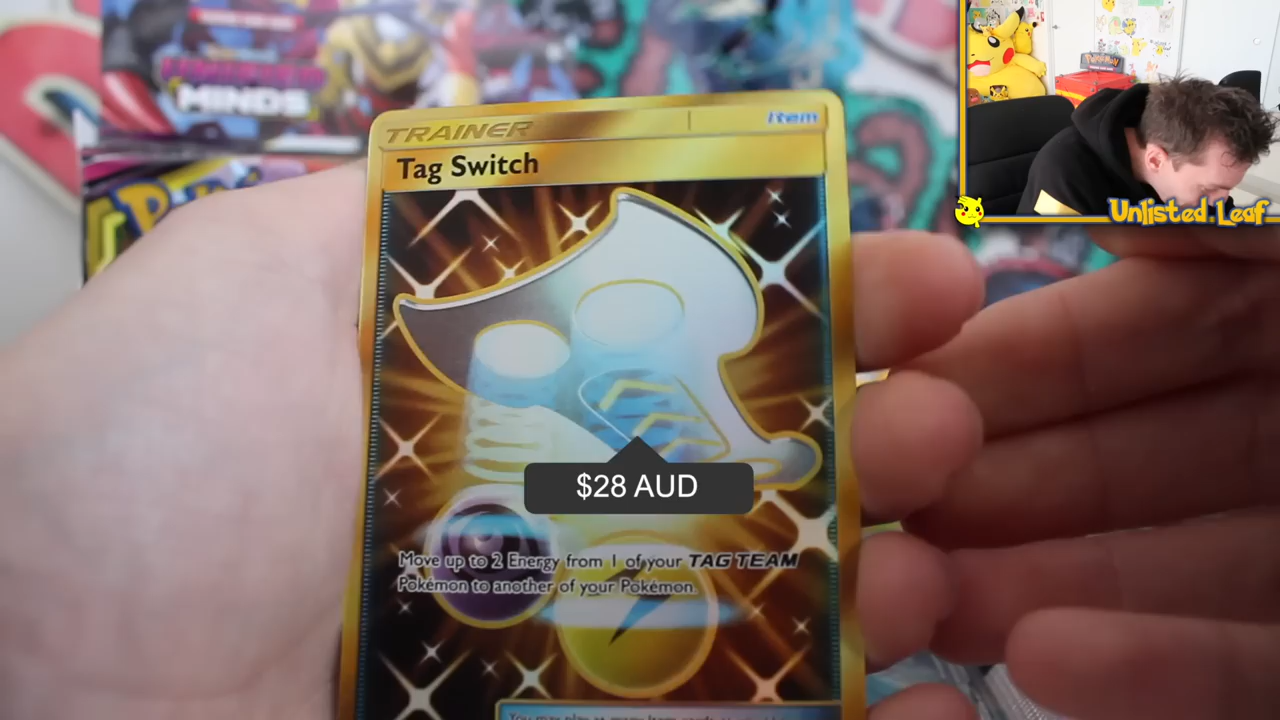 MINDS
TRAINER
Item
Tag Switch
Unlisted Leaf
$28 AUD
Move up to 2 Energy from 1 of your TAG TEAM
Pokémon to another of your Pokémon.